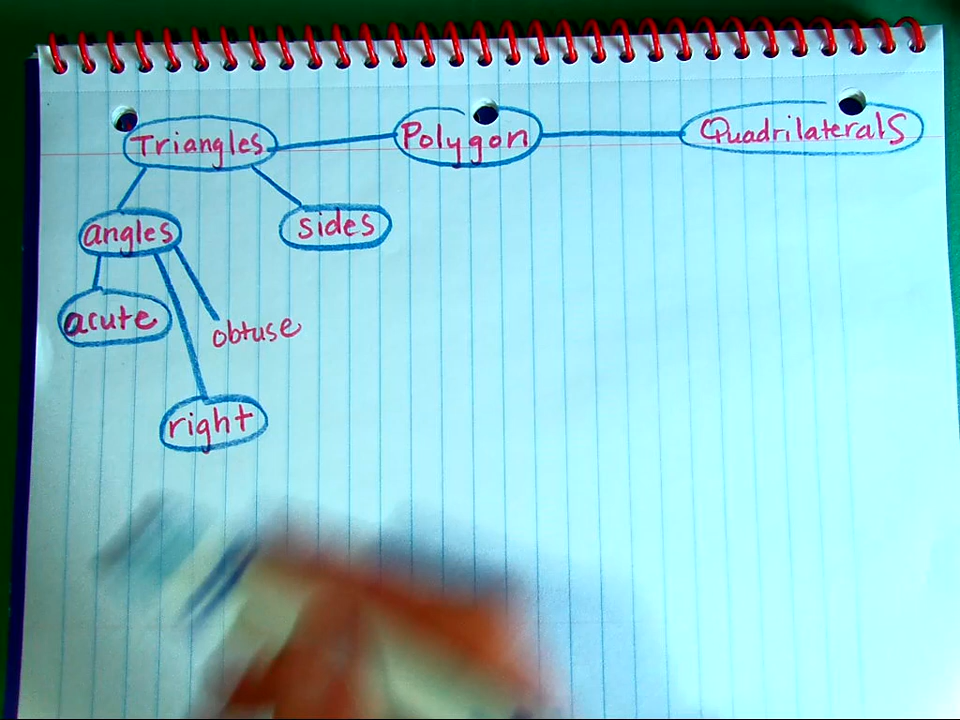 Triangles
Polygon
Quadrilaterals
angles
sides
acute
obtuse
right